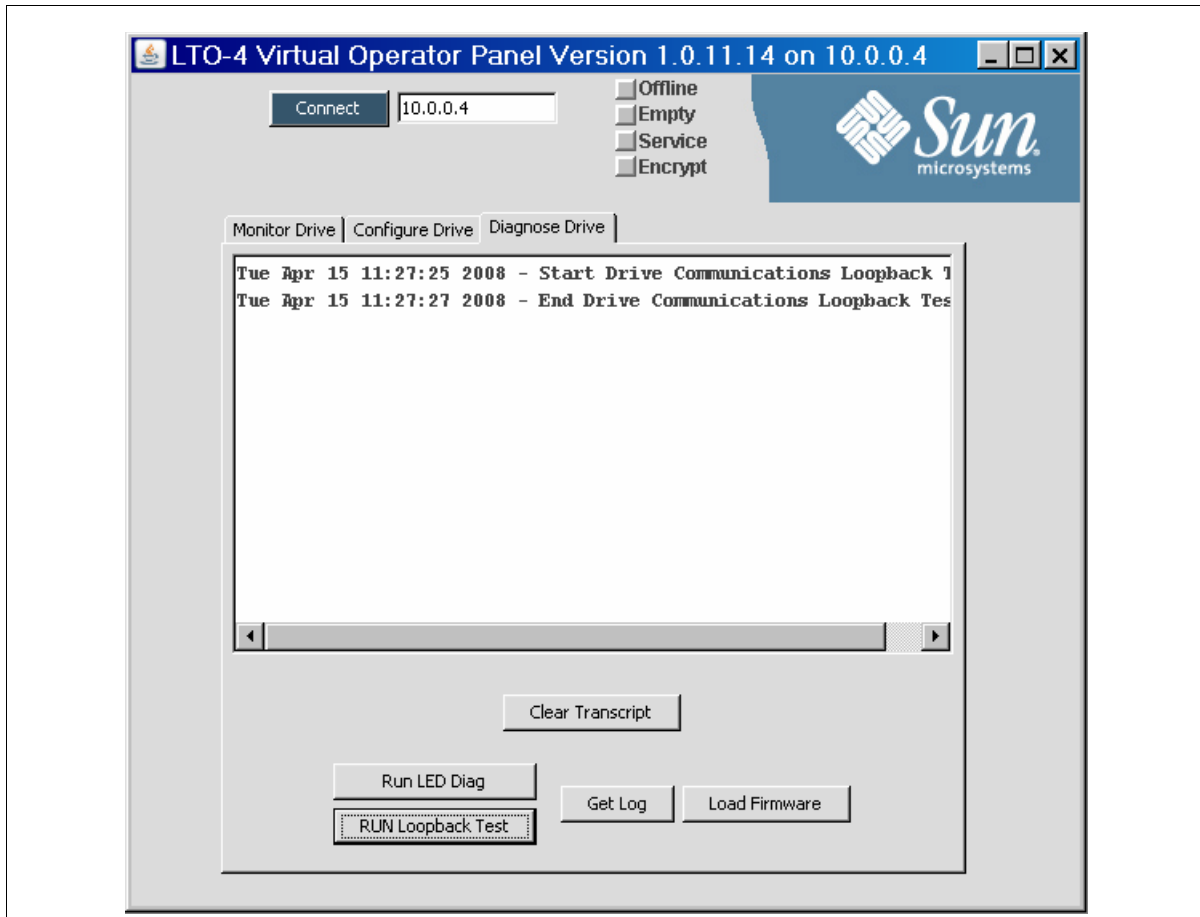 LTO-4 Virtual Operator Panel Version 1.0.11.14 on 10.0.0.4
Connect 10.0.0.4
Offline
Empty
Service
Encrypt
Sun
microsystems
Monitor Drive Configure Drive Diagnose Drive
Tue Apr 15 11:27:25 2008 - Start Drive Communications Loopback
Tue Apr 15 11:27:27 2008 - End Drive Communications Loopback Tes
Clear Transcript
Run LED Diag
Get Log Load Firmware
RUN Loopback Test